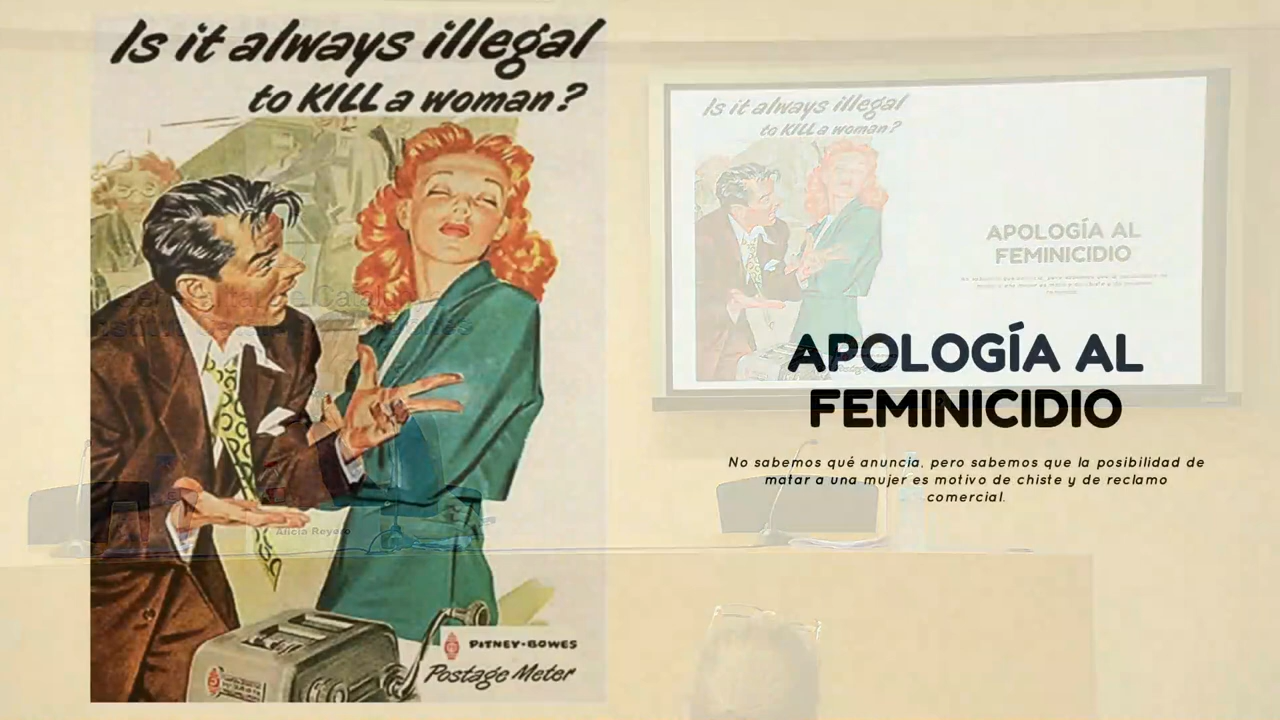 Is it always illegal
to KILL a woman?
PITNEY-BOWES
Postage Meter
Is it always illegal
to KILL a woman?
APOLOGÍA AL
FEMINICIDIO
APOLOGÍA AL
FEMINICIDIO
No sabemos qué anuncia, pero sabemos que la posibilidad de
matar a una mujer es motivo de chiste y de reclamo
comercial.
Alicia Royano